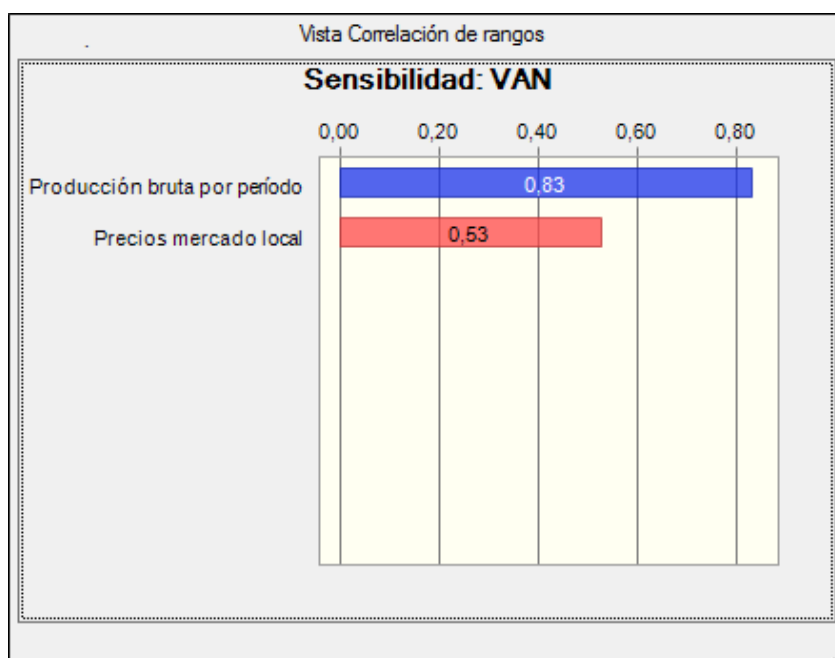 Vista Correlación de rangos
Sensibilidad: VAN
0,00 0,20 0,40 0,60 0,80
Producción bruta por período 0,83
Precios mercado local 0,53